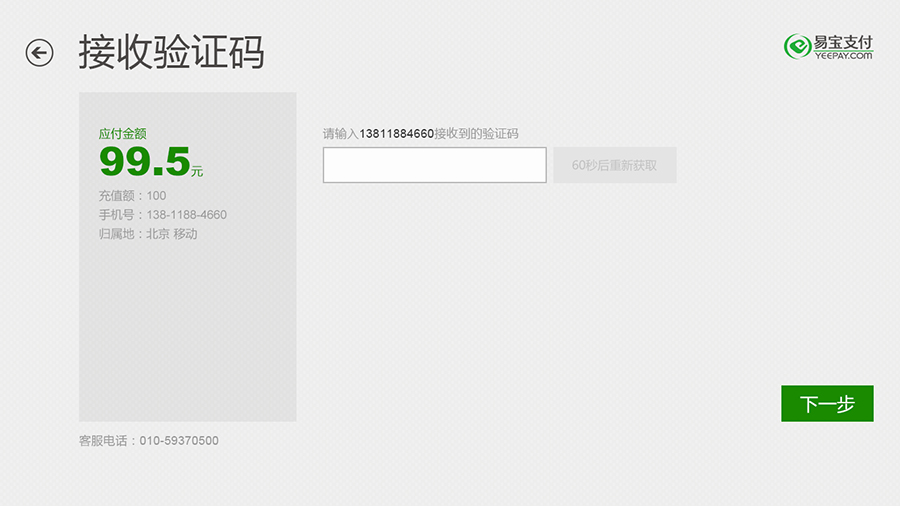 接收验证码
易宝支付
YEEPAY.COM
应付金额
99.5元
充值额：100
手机号：138-1188-4660
归属地：北京 移动
请输入13811884660接收到的验证码
60秒后重新获取
下一步
客服电话：010-59370500